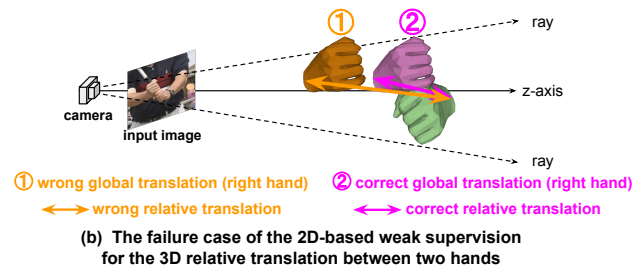 ① ②
ray
camera
input image
z-axis
ray
① wrong global translation (right hand) ② correct global translation (right hand)
wrong relative translation correct relative translation
(b) The failure case of the 2D-based weak supervision
for the 3D relative translation between two hands